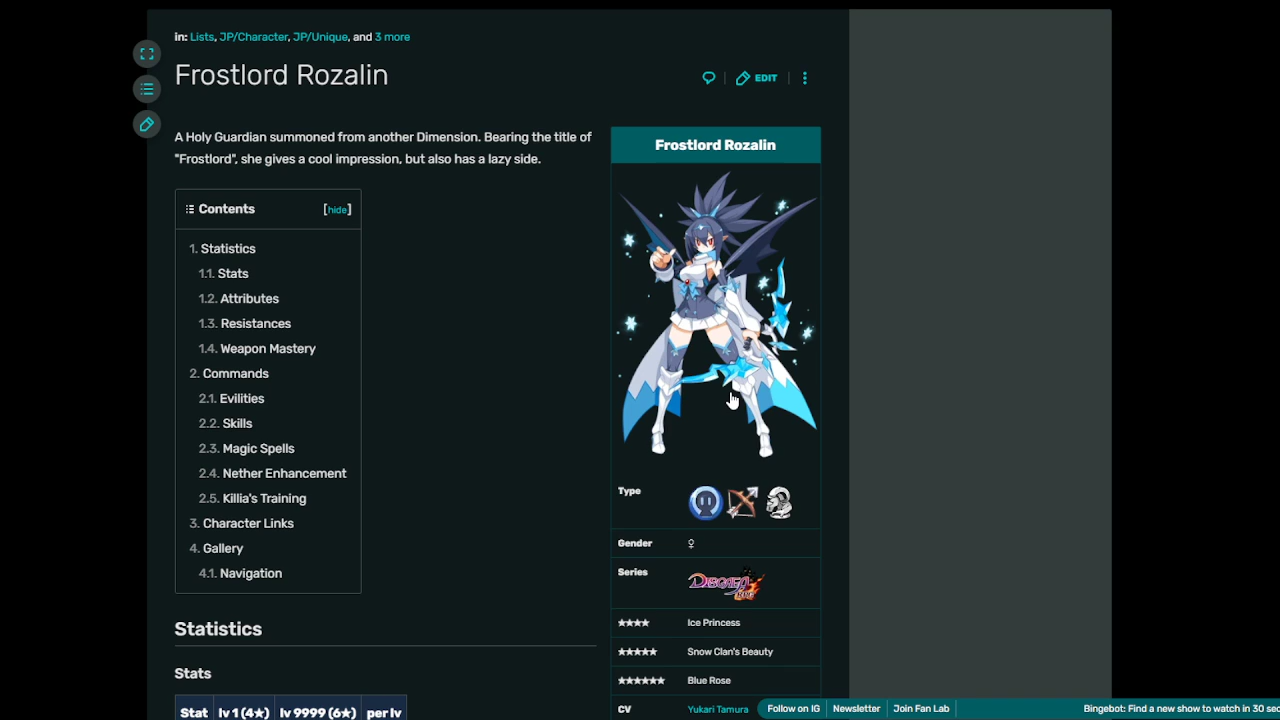 in: Lists, JP/Character, JP/Unique, and 3 more
Frostlord Rozalin
EDIT
A Holy Guardian summoned from another Dimension. Bearing the title of
"Frostlord", she gives a cool impression, but also has a lazy side.
Contents [hide]
1. Statistics
1.1. Stats
1.2. Attributes
1.3. Resistances
1.4. Weapon Mastery
2. Commands
2.1. Evilities
2.2. Skills
2.3. Magic Spells
2.4. Nether Enhancement
2.5. Killia's Training
3. Character Links
4. Gallery
4.1. Navigation
Statistics
Stats
Stat lv 1 (4★) lv 9999 (6★) per lv
Frostlord Rozalin
Type
Gender ♀
Series DISGAEA RPG
★★★★ Ice Princess
★★★★★ Snow Clan's Beauty
★★★★★★ Blue Rose
CV Yukari Tamura
Follow on IG Newsletter Join Fan Lab Bingebot: Find a new show to watch in 30 sec